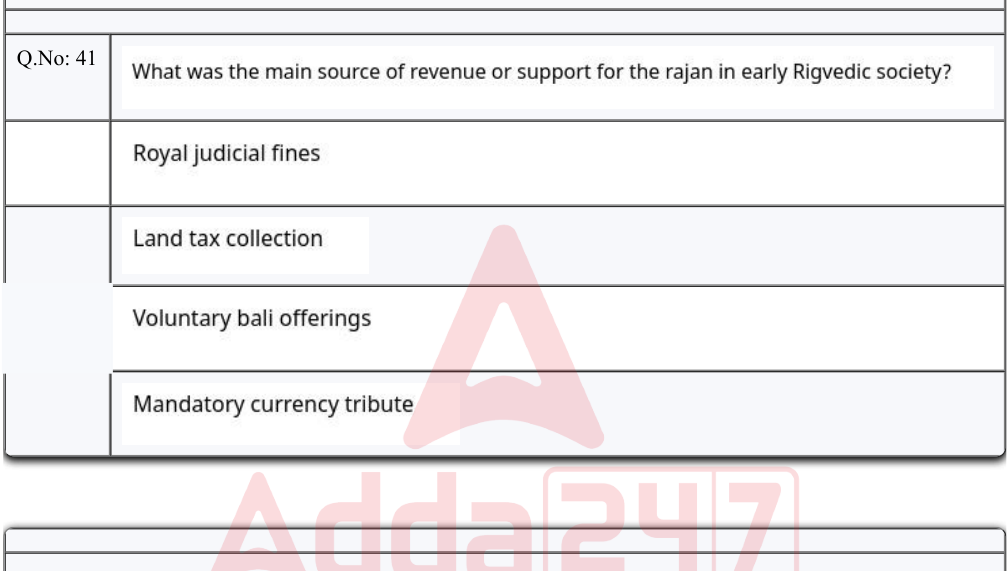 Q.No: 41
What was the main source of revenue or support for the rajan in early Rigvedic society?
Royal judicial fines
Land tax collection
Voluntary bali offerings
Mandatory currency tribute
Adda247